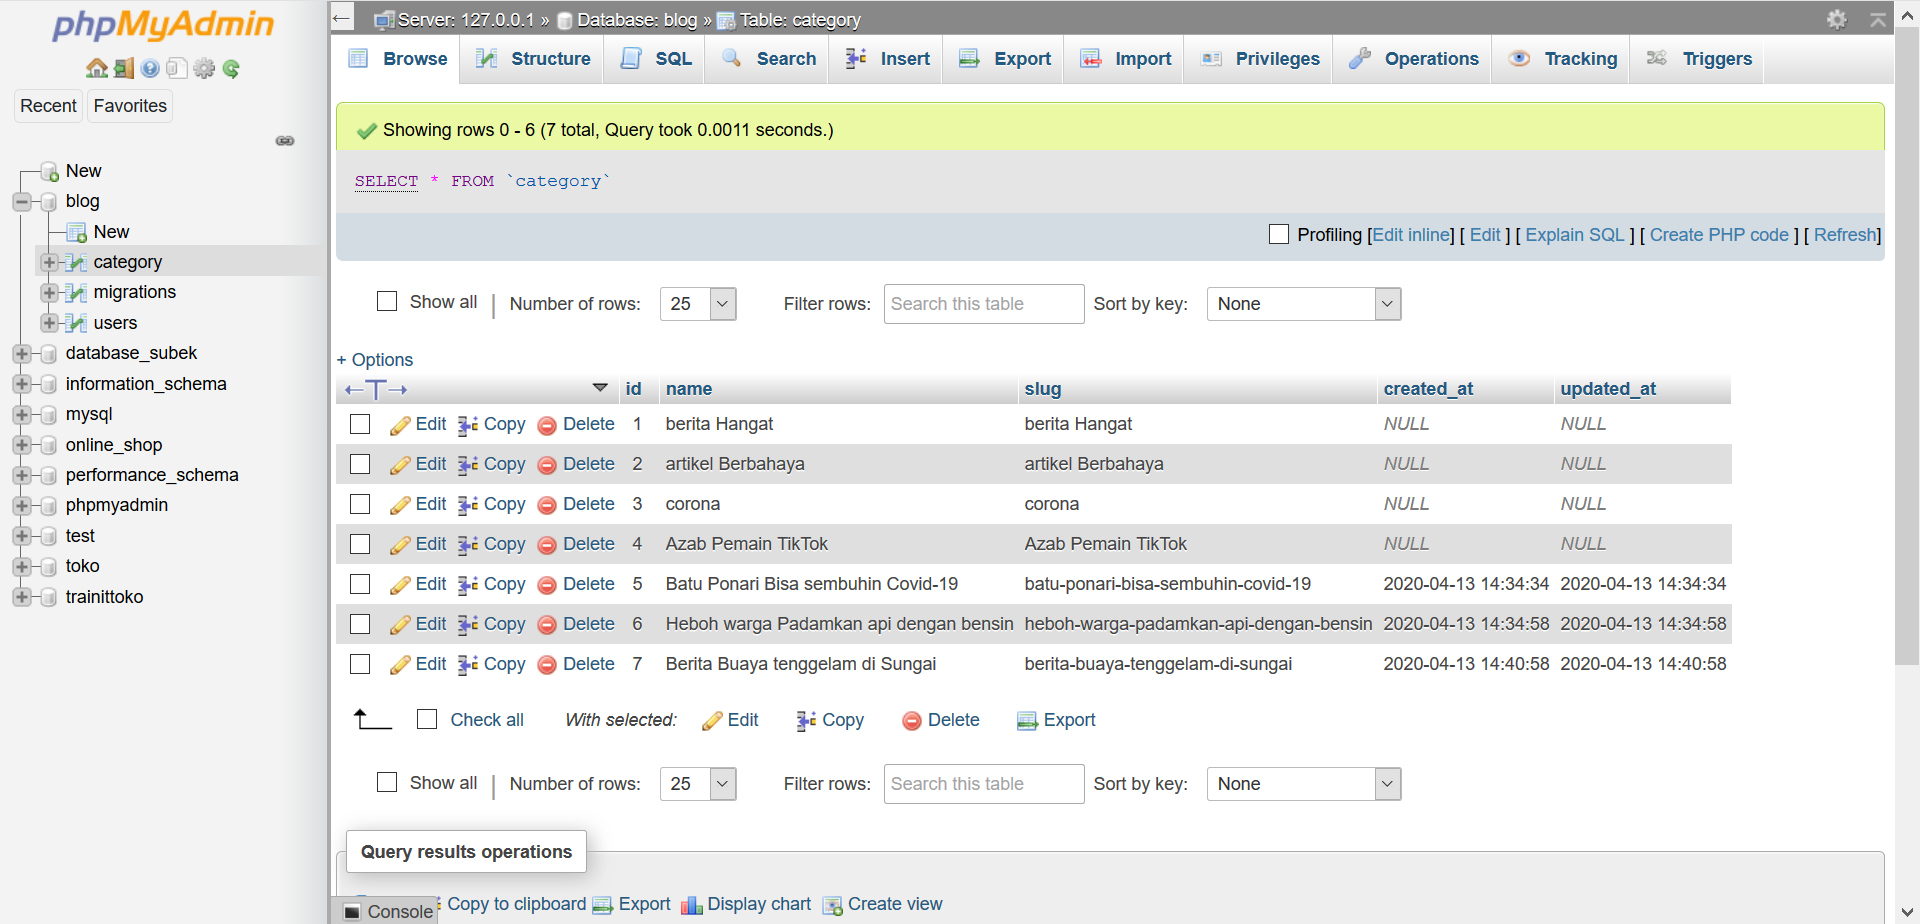 phpMyAdmin
Recent Favorites
New
blog
New
category
migrations
users
database_subek
information_schema
mysql
online_shop
performance_schema
phpmyadmin
test
toko
trainittoko
Server: 127.0.0.1 » Database: blog » Table: category
Browse Structure SQL Search Insert Export Import Privileges Operations Tracking Triggers
Showing rows 0 - 6 (7 total, Query took 0.0011 seconds.)
SELECT * FROM `category`
Profiling [Edit inline] [ Edit ] [ Explain SQL ] [ Create PHP code ] [ Refresh]
Show all | Number of rows: 25 Filter rows: Search this table Sort by key: None
+ Options
←T→ id name slug created_at updated_at
Edit Copy Delete 1 berita Hangat berita Hangat NULL NULL
Edit Copy Delete 2 artikel Berbahaya artikel Berbahaya NULL NULL
Edit Copy Delete 3 corona corona NULL NULL
Edit Copy Delete 4 Azab Pemain TikTok Azab Pemain TikTok NULL NULL
Edit Copy Delete 5 Batu Ponari Bisa sembuhin Covid-19 batu-ponari-bisa-sembuhin-covid-19 2020-04-13 14:34:34 2020-04-13 14:34:34
Edit Copy Delete 6 Heboh warga Padamkan api dengan bensin heboh-warga-padamkan-api-dengan-bensin 2020-04-13 14:34:58 2020-04-13 14:34:58
Edit Copy Delete 7 Berita Buaya tenggelam di Sungai berita-buaya-tenggelam-di-sungai 2020-04-13 14:40:58 2020-04-13 14:40:58
Check all With selected: Edit Copy Delete Export
Show all | Number of rows: 25 Filter rows: Search this table Sort by key: None
Query results operations
Copy to clipboard Export Display chart Create view
Console